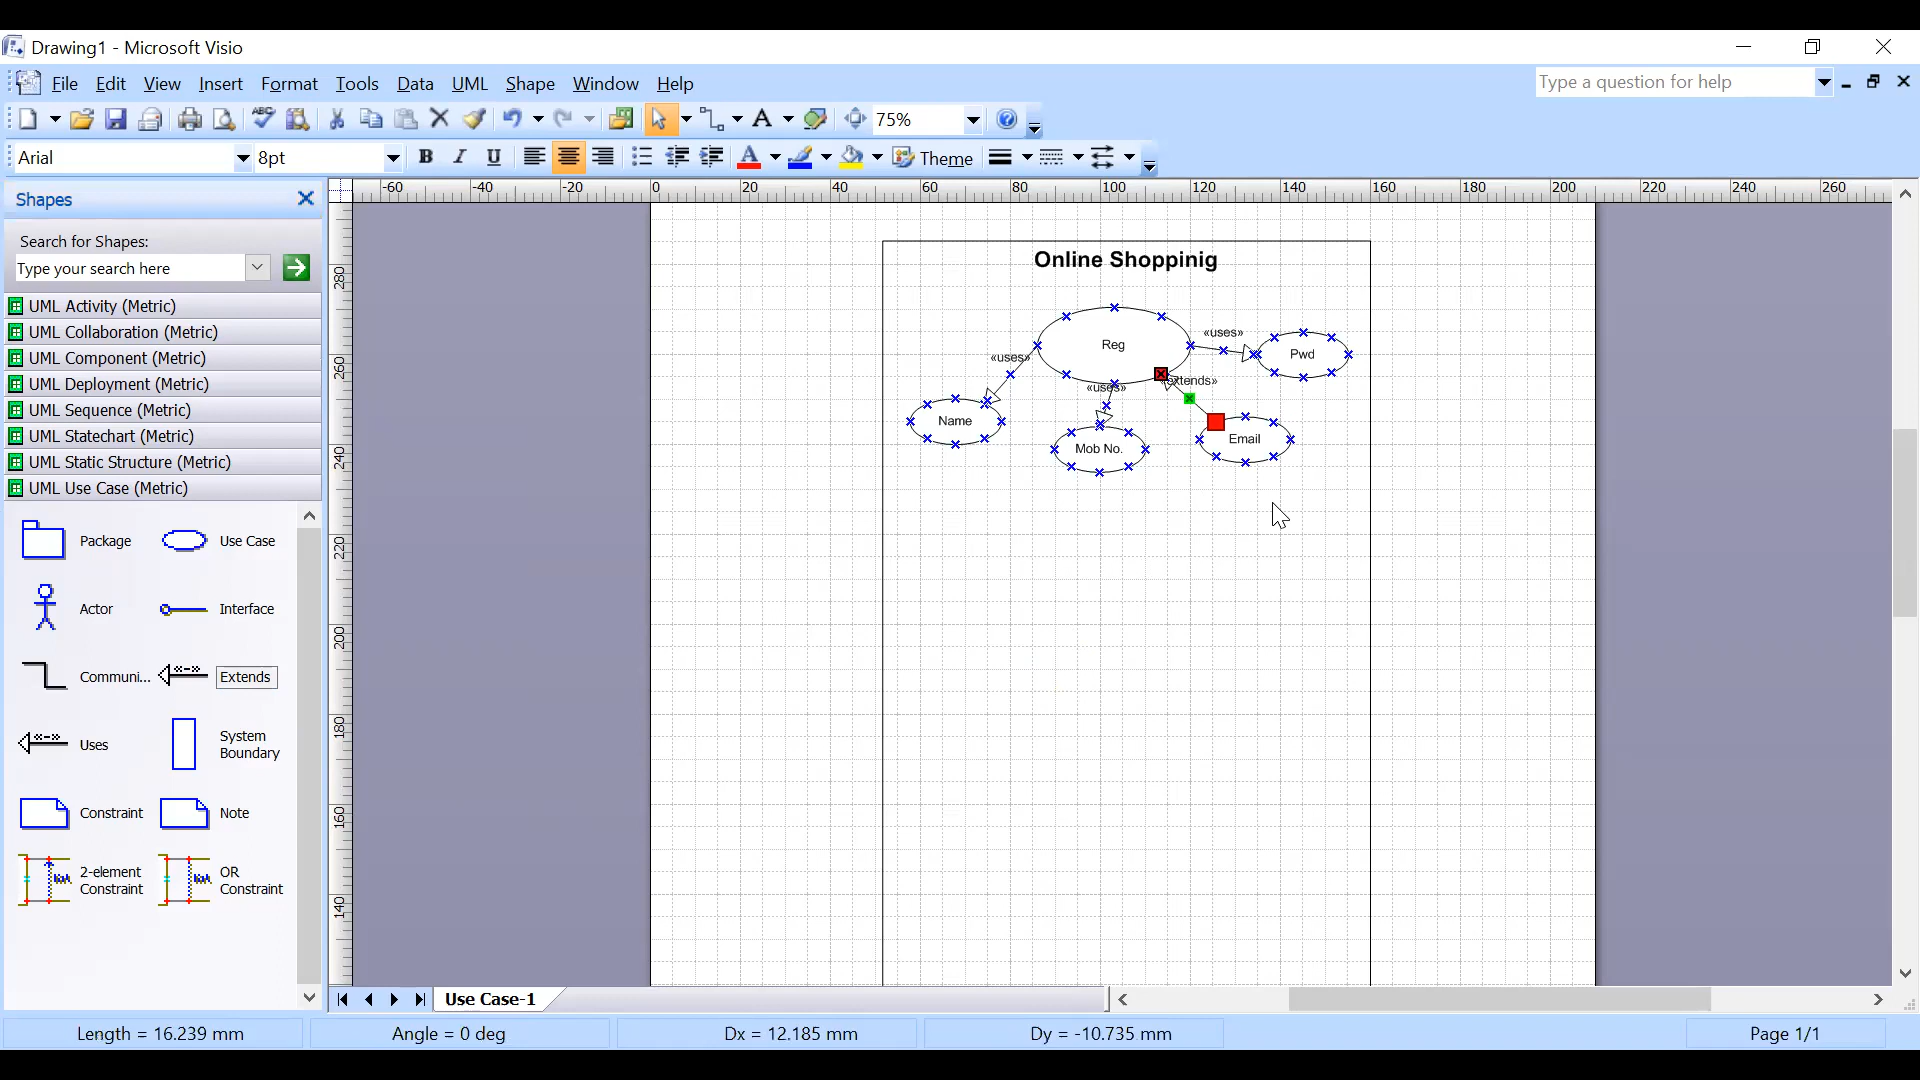 Drawing1 - Microsoft Visio
File Edit View Insert Format Tools Data UML Shape Window Help
Type a question for help
75%
Arial 8pt B I U A Theme
Shapes
Search for Shapes:
Type your search here
UML Activity (Metric)
UML Collaboration (Metric)
UML Component (Metric)
UML Deployment (Metric)
UML Sequence (Metric)
UML Statechart (Metric)
UML Static Structure (Metric)
UML Use Case (Metric)
Package Use Case
Actor Interface
Communi... Extends
Uses System Boundary
Constraint Note
2-element Constraint OR Constraint
-60 -40 -20 0 20 40 60 80 100 120 140 160 180 200 220 240 260
280
260
240
220
200
180
160
140
Online Shoppinig
«uses»
Reg
Pwd
«uses»
«uses»
extends»
Name
Email
Mob No.
Use Case-1
Length = 16.239 mm Angle = 0 deg Dx = 12.185 mm Dy = -10.735 mm Page 1/1